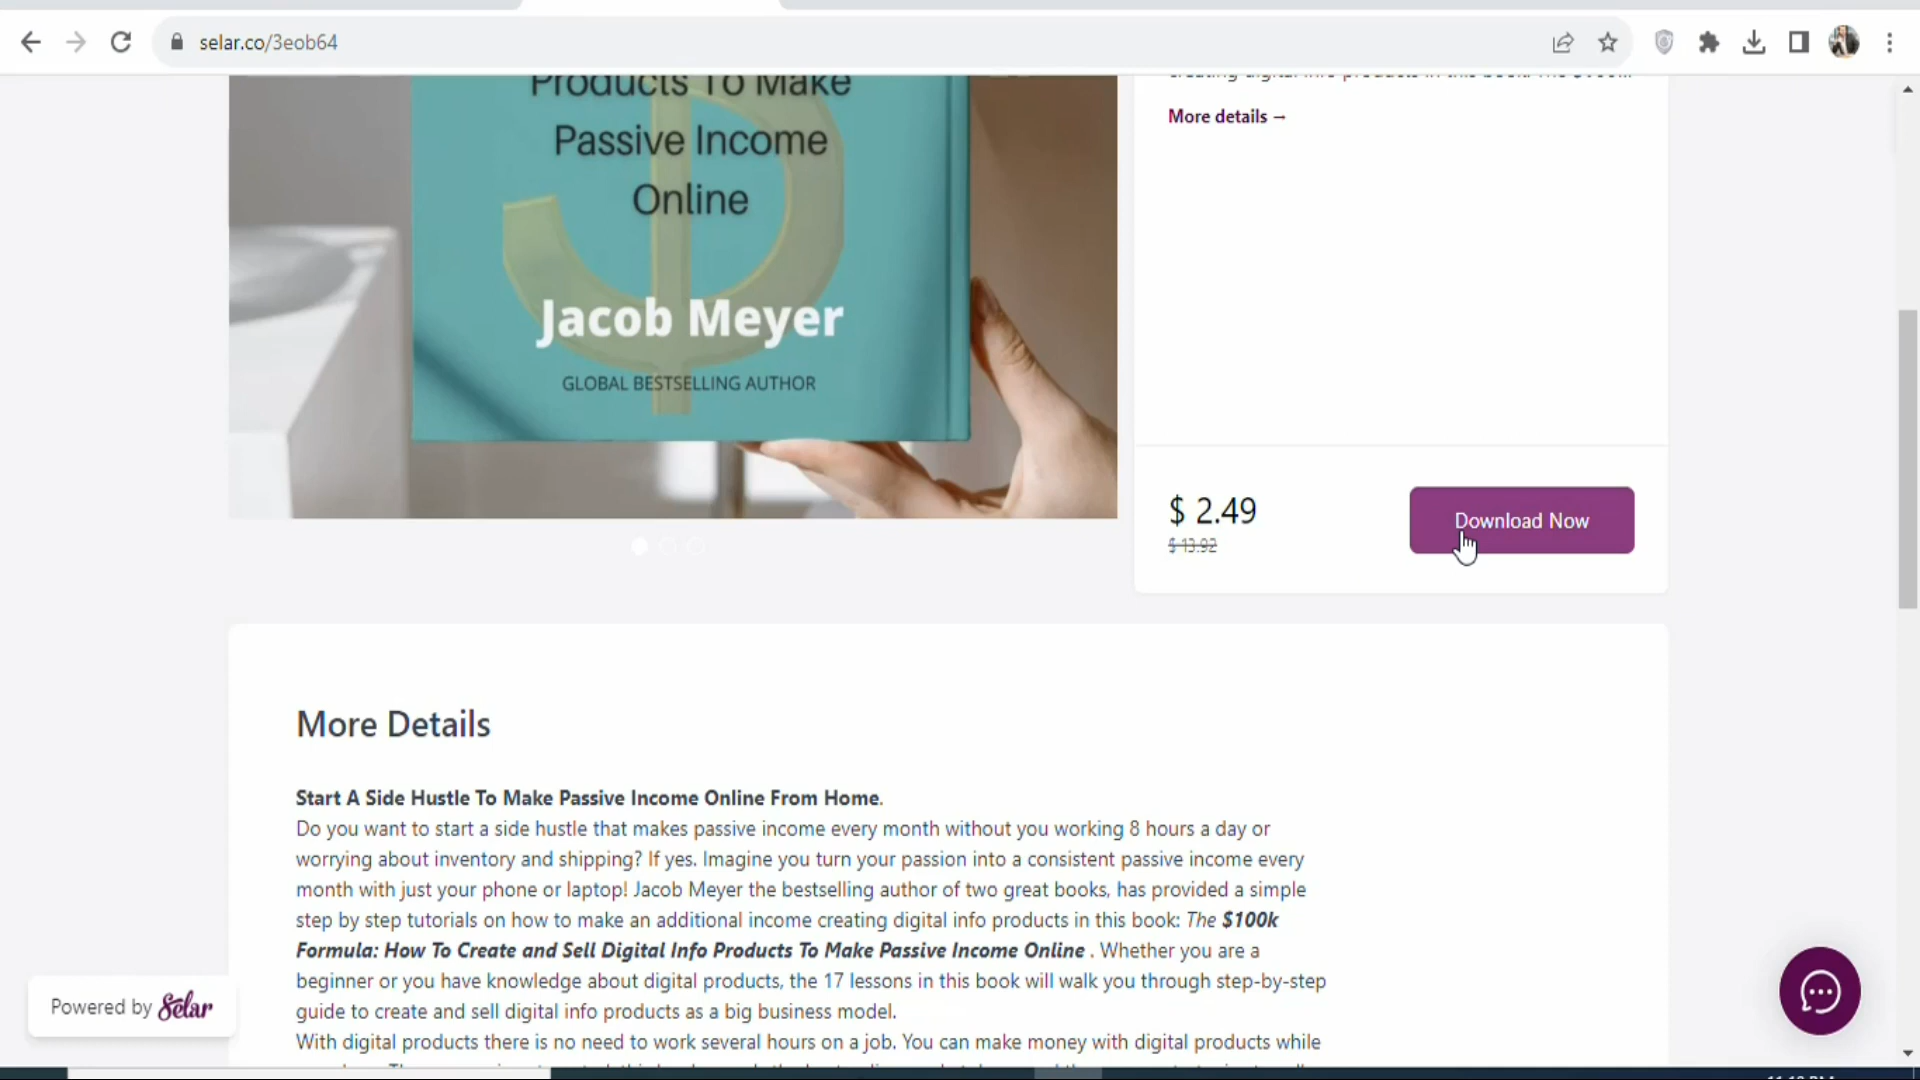 selar.co/3eob64
Products To Make
Passive Income
Online
Jacob Meyer
GLOBAL BESTSELLING AUTHOR
More details →
$ 2.49
$ 13.92
Download Now
More Details
Start A Side Hustle To Make Passive Income Online From Home.
Do you want to start a side hustle that makes passive income every month without you working 8 hours a day or
worrying about inventory and shipping? If yes. Imagine you turn your passion into a consistent passive income every
month with just your phone or laptop! Jacob Meyer the bestselling author of two great books, has provided a simple
step by step tutorials on how to make an additional income creating digital info products in this book: The $100k
Formula: How To Create and Sell Digital Info Products To Make Passive Income Online . Whether you are a
beginner or you have knowledge about digital products, the 17 lessons in this book will walk you through step-by-step
guide to create and sell digital info products as a big business model.
With digital products there is no need to work several hours on a job. You can make money with digital products while
Powered by Selar